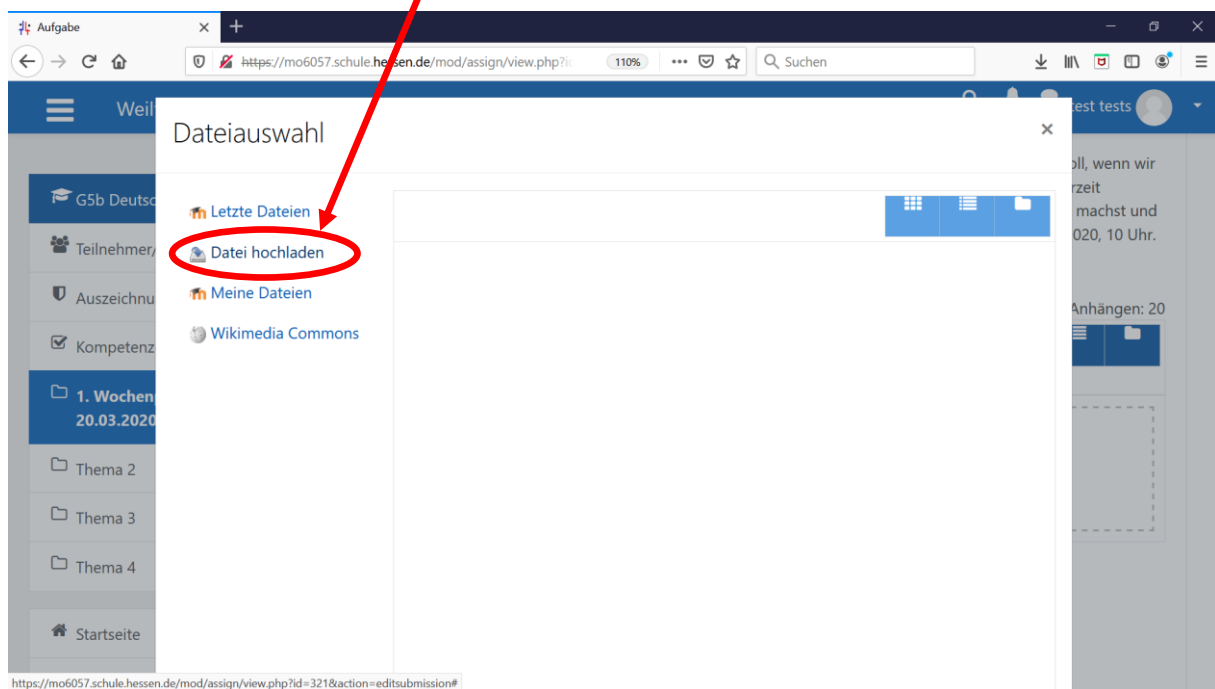 Aufgabe
https://mo6057.schule.hessen.de/mod/assign/view.php?i
110%
Suchen
Weil
test tests
Dateiauswahl
oll, wenn wir
rzeit
machst und
020, 10 Uhr.
G5b Deutsc
Letzte Dateien
Teilnehmer/
Datei hochladen
Auszeichnu
Meine Dateien
Anhängen: 20
Kompetenz
Wikimedia Commons
1. Wochen
20.03.2020
Thema 2
Thema 3
Thema 4
Startseite
https://mo6057.schule.hessen.de/mod/assign/view.php?id=321&action=editsubmission#